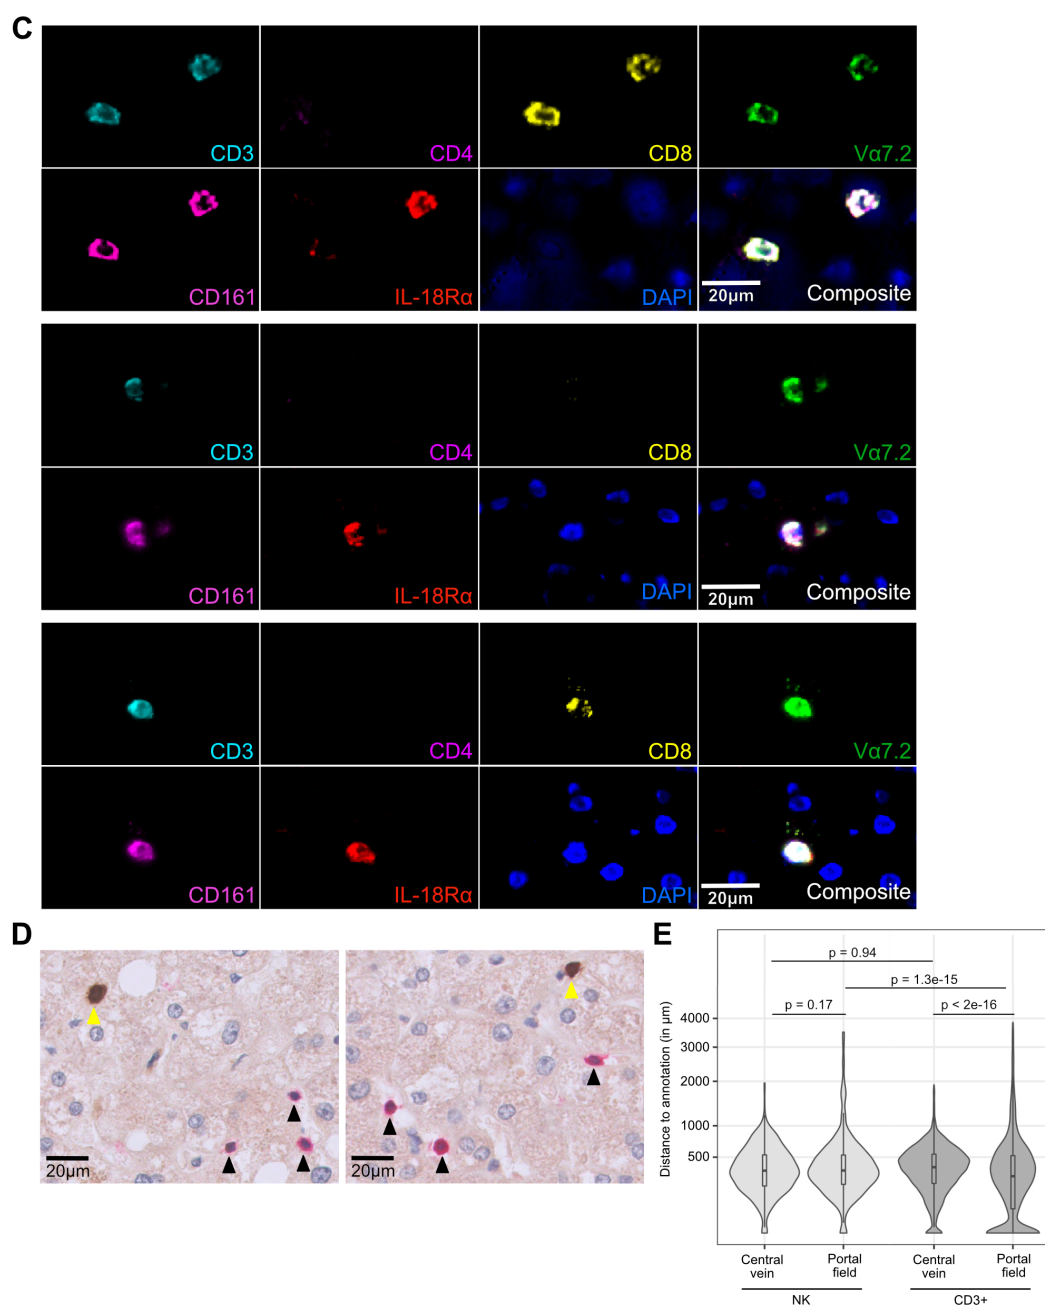 C
CD3 CD4 CD8 Vα7.2
CD161 IL-18Rα DAPI Composite
20µm
CD3 CD4 CD8 Vα7.2
CD161 IL-18Rα DAPI Composite
20µm
CD3 CD4 CD8 Vα7.2
CD161 IL-18Rα DAPI Composite
20µm
D
20µm
20µm
E
Distance to annotation (in µm)
4000
3000
2000
1000
500
p = 0.94
p = 1.3e-15
p = 0.17
p < 2e-16
Central vein
Portal field
Central vein
Portal field
NK
CD3+